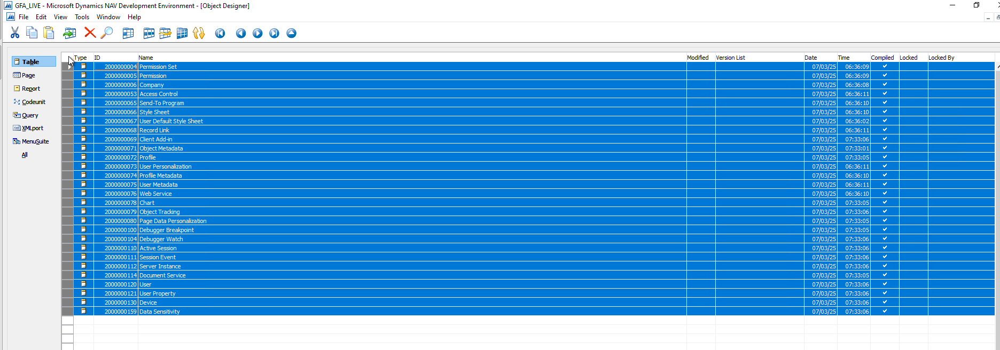 GFA_LIVE - Microsoft Dynamics NAV Development Environment - [Object Designer]
File Edit View Tools Window Help
Type ID Name Modified Version List Date Time Compiled Locked Locked By
Table
Page
Report
Codeunit
Query
XMLport
MenuSuite
All
2000000004 Permission Set 07/03/25 06:36:09
2000000005 Permission 07/03/25 06:36:09
2000000006 Company 07/03/25 06:36:08
2000000053 Access Control 07/03/25 06:36:11
2000000065 Send-To Program 07/03/25 06:36:10
2000000066 Style Sheet 07/03/25 06:36:10
2000000067 User Default Style Sheet 07/03/25 06:36:02
2000000068 Record Link 07/03/25 06:36:11
2000000069 Client Add-in 07/03/25 07:33:06
2000000071 Object Metadata 07/03/25 07:33:01
2000000072 Profile 07/03/25 07:33:05
2000000073 User Personalization 07/03/25 06:36:11
2000000074 Profile Metadata 07/03/25 06:36:10
2000000075 User Metadata 07/03/25 06:36:11
2000000076 Web Service 07/03/25 06:36:10
2000000078 Chart 07/03/25 07:33:05
2000000079 Object Tracking 07/03/25 07:33:06
2000000080 Page Data Personalization 07/03/25 07:33:05
2000000100 Debugger Breakpoint 07/03/25 07:33:05
2000000104 Debugger Watch 07/03/25 07:33:06
2000000110 Active Session 07/03/25 07:33:06
2000000111 Session Event 07/03/25 07:33:06
2000000112 Server Instance 07/03/25 07:33:06
2000000114 Document Service 07/03/25 07:33:05
2000000120 User 07/03/25 07:33:06
2000000121 User Property 07/03/25 07:33:06
2000000130 Device 07/03/25 07:33:06
2000000159 Data Sensitivity 07/03/25 07:33:06